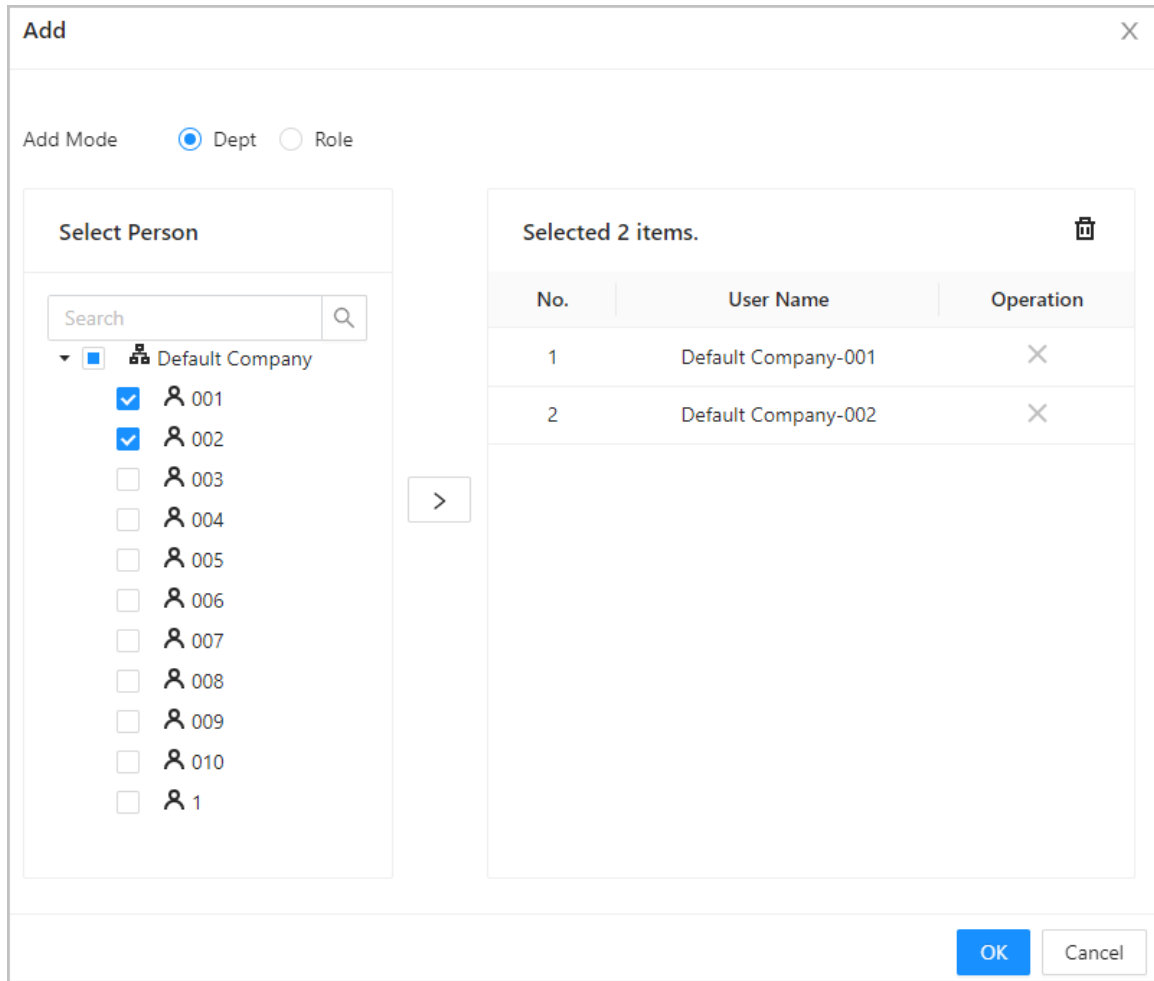 Add
Add Mode Dept Role
Select Person
Search
Default Company
001
002
003
004
005
006
007
008
009
010
1
>
Selected 2 items.
No. User Name Operation
1 Default Company-001
2 Default Company-002
OK Cancel